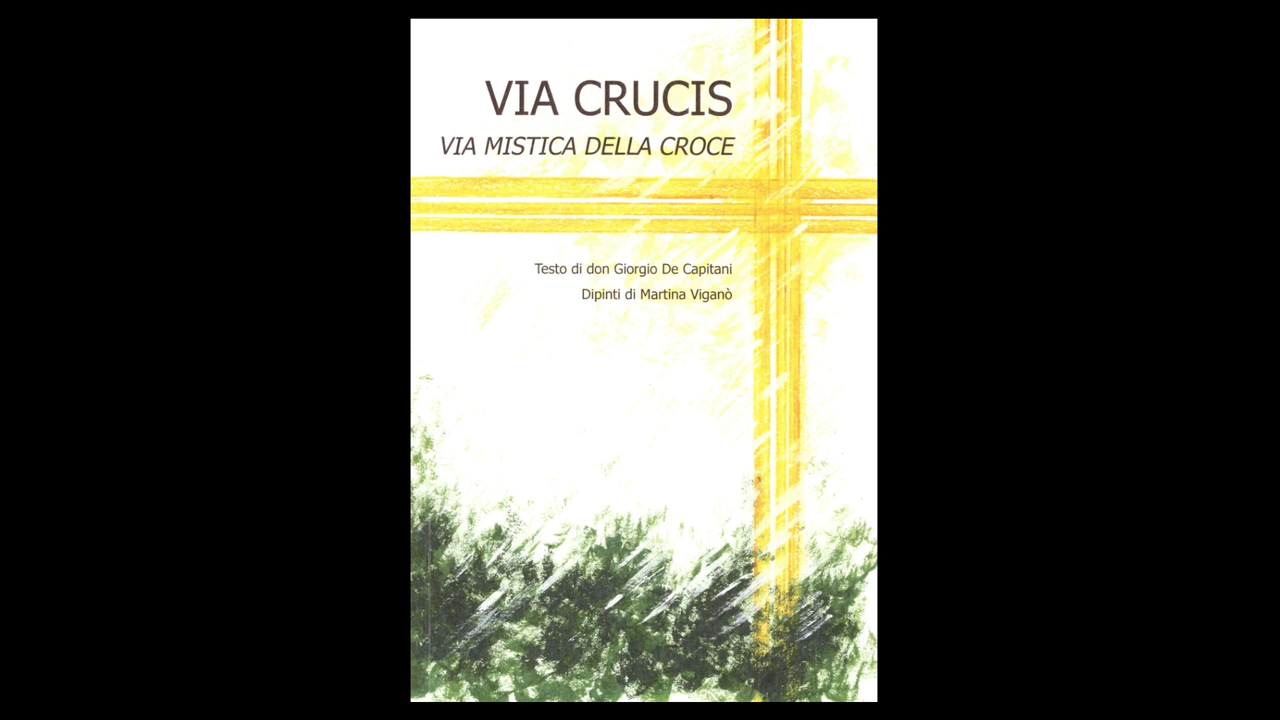 VIA CRUCIS
VIA MISTICA DELLA CROCE
Testo di don Giorgio De Capitani
Dipinti di Martina Viganò